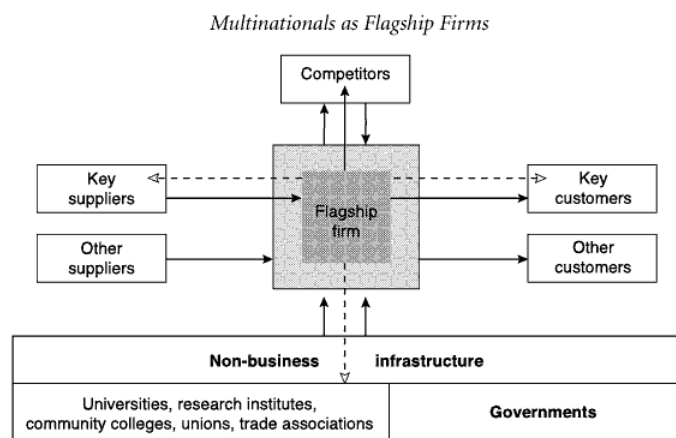 Multinationals as Flagship Firms
Competitors
Key
suppliers
Flagship
firm
Key
customers
Other
suppliers
Other
customers
Non-business infrastructure
Universities, research institutes,
community colleges, unions, trade associations
Governments